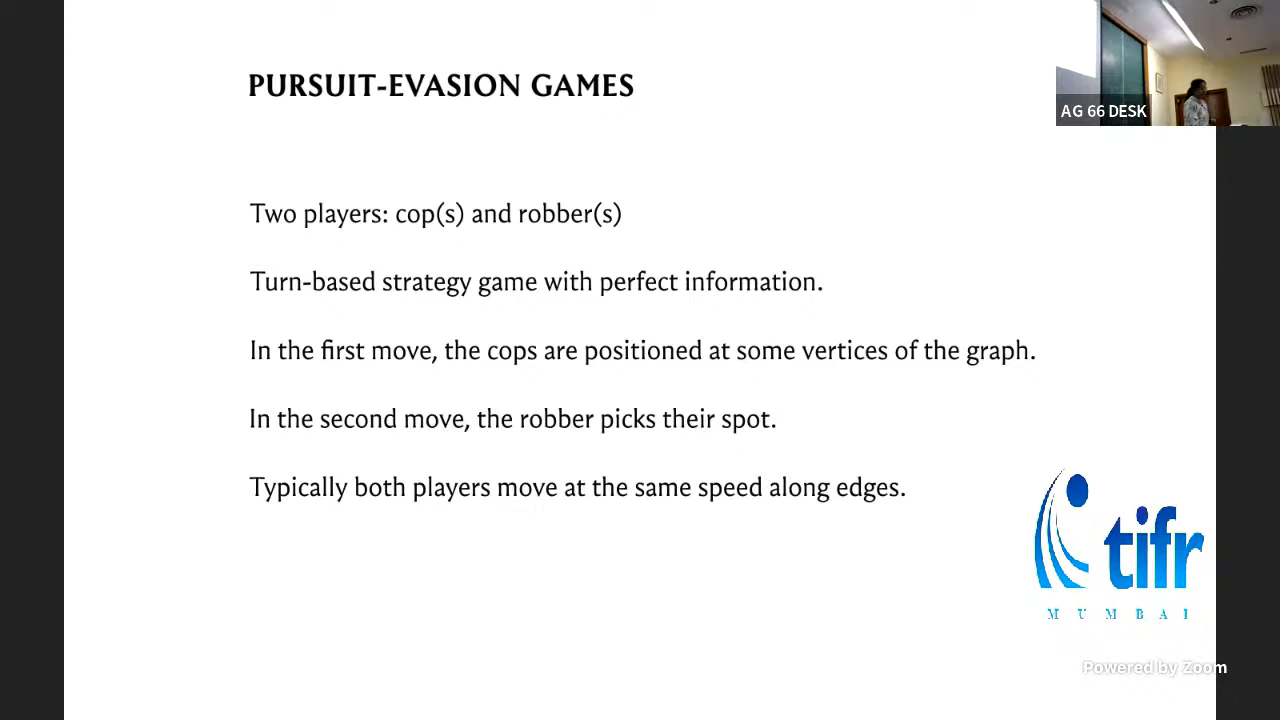 PURSUIT-EVASION GAMES
AG 66 DESK
Two players: cop(s) and robber(s)
Turn-based strategy game with perfect information.
In the first move, the cops are positioned at some vertices of the graph.
In the second move, the robber picks their spot.
Typically both players move at the same speed along edges.
tifr
MUMBAI
Powered by Zoom